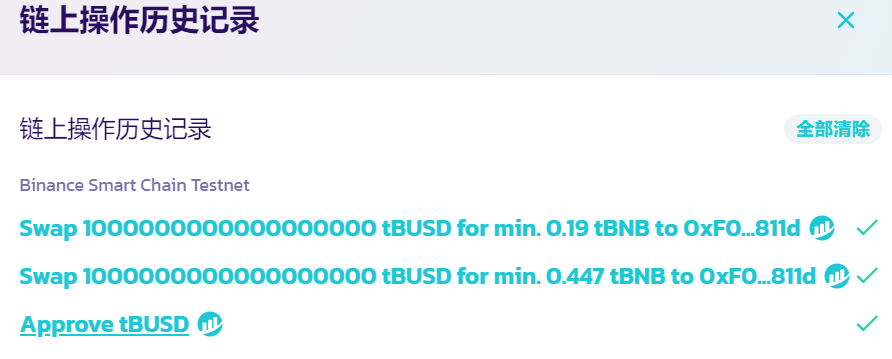 链上操作历史记录
链上操作历史记录
全部清除
Binance Smart Chain Testnet
Swap 1000000000000000000 tBUSD for min. 0.19 tBNB to 0xF0...811d
Swap 1000000000000000000 tBUSD for min. 0.447 tBNB to 0xF0...811d
Approve tBUSD